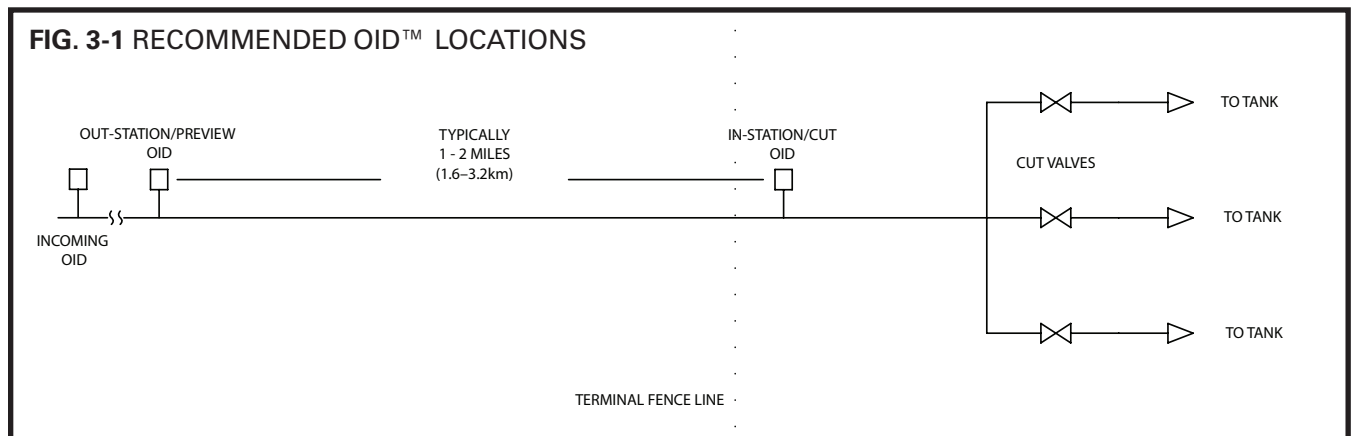 FIG. 3-1 RECOMMENDED OID™ LOCATIONS
OUT-STATION/PREVIEW
OID
TYPICALLY
1 - 2 MILES
(1.6–3.2km)
IN-STATION/CUT
OID
INCOMING
OID
TO TANK
CUT VALVES
TO TANK
TO TANK
TERMINAL FENCE LINE